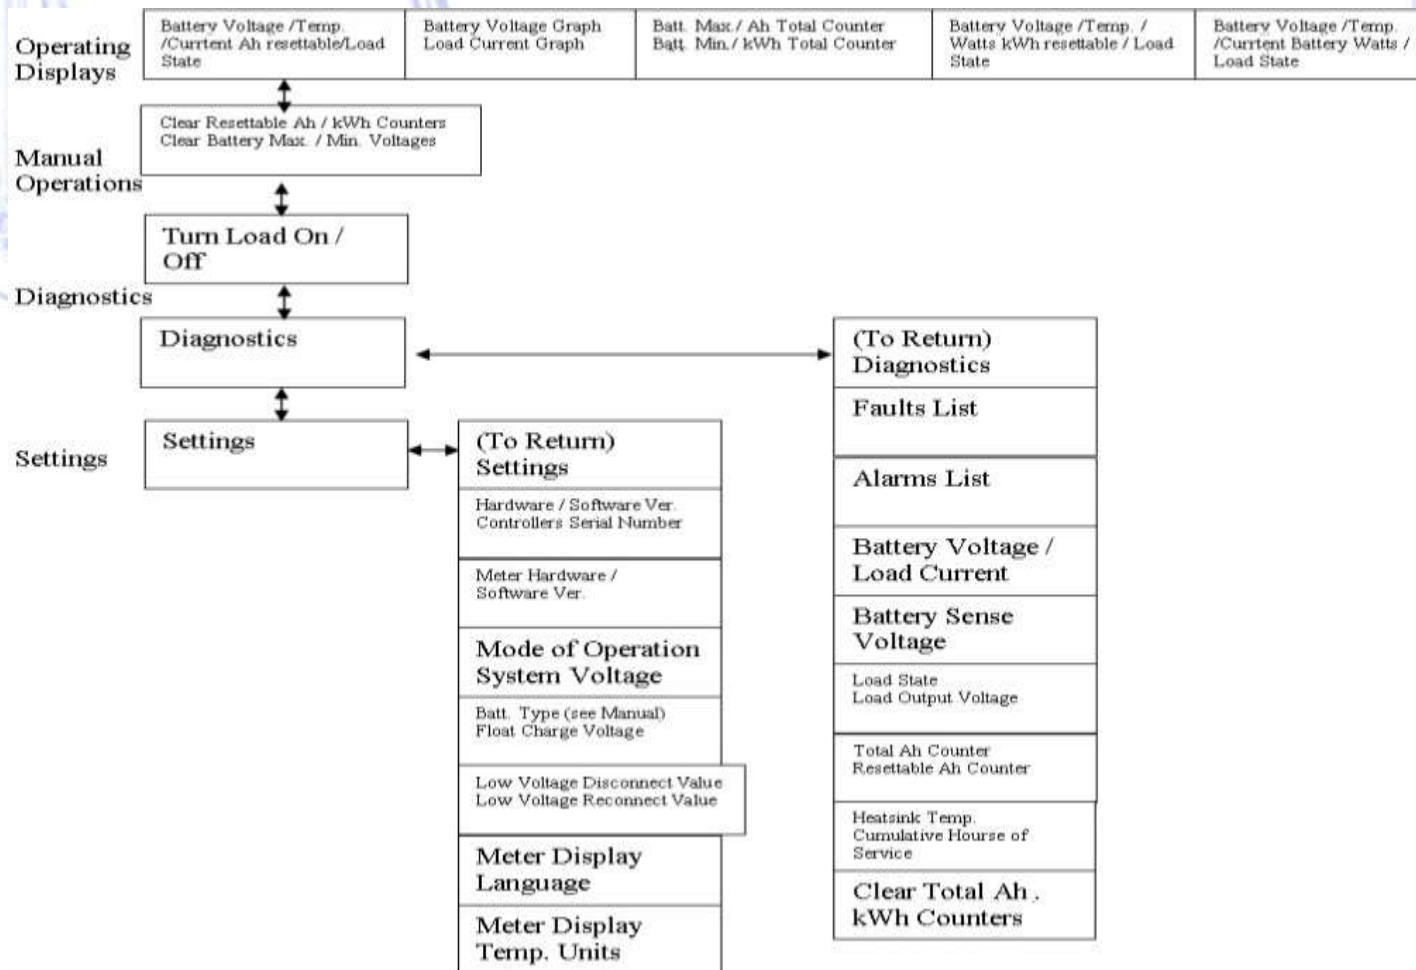 Operating
Displays
Battery Voltage /Temp.
/Currtent Ah resettable/Load
State
Battery Voltage Graph
Load Current Graph
Batt. Max./ Ah Total Counter
Batt. Min./ kWh Total Counter
Battery Voltage /Temp. /
Watts kWh resettable / Load
State
Battery Voltage /Temp.
/Currtent Battery Watts /
Load State
Manual
Operations
Clear Resettable Ah / kWh Counters
Clear Battery Max. / Min. Voltages
Turn Load On /
Off
Diagnostics
Diagnostics
Settings
Settings
(To Return)
Settings
Hardware / Software Ver.
Controllers Serial Number
Meter Hardware /
Software Ver.
Mode of Operation
System Voltage
Batt. Type (see Manual)
Float Charge Voltage
Low Voltage Disconnect Value
Low Voltage Reconnect Value
Meter Display
Language
Meter Display
Temp. Units
(To Return)
Diagnostics
Faults List
Alarms List
Battery Voltage /
Load Current
Battery Sense
Voltage
Load State
Load Output Voltage
Total Ah Counter
Resettable Ah Counter
Heatsink Temp.
Cumulative Hourse of
Service
Clear Total Ah .
kWh Counters